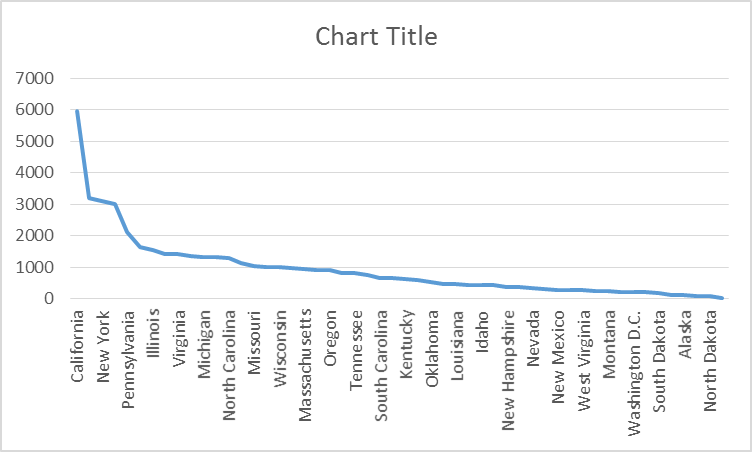 Chart Title
7000
6000
5000
4000
3000
2000
1000
0
California
New York
Pennsylvania
Illinois
Virginia
Michigan
North Carolina
Missouri
Wisconsin
Massachusetts
Oregon
Tennessee
South Carolina
Kentucky
Oklahoma
Louisiana
Idaho
New Hampshire
Nevada
New Mexico
West Virginia
Montana
Washington D.C.
South Dakota
Alaska
North Dakota